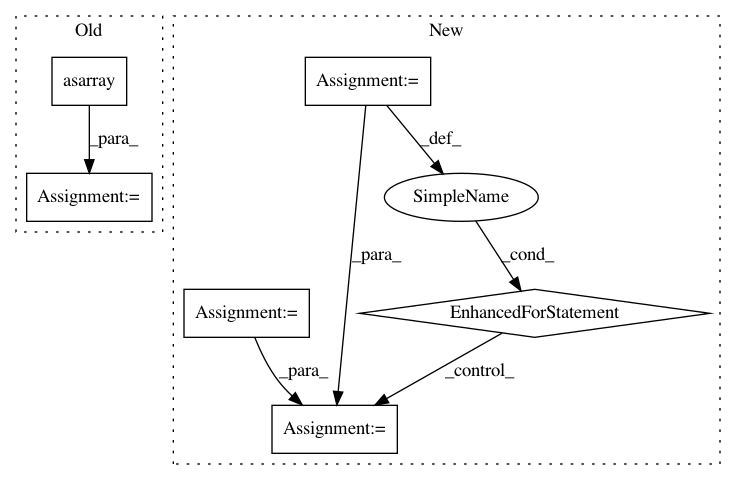 Old
New
asarray
Assignment:=
_para_
_def_
Assignment:=
SimpleName
_para_
_cond_
Assignment:=
EnhancedForStatement
_para_
_control_
Assignment:=